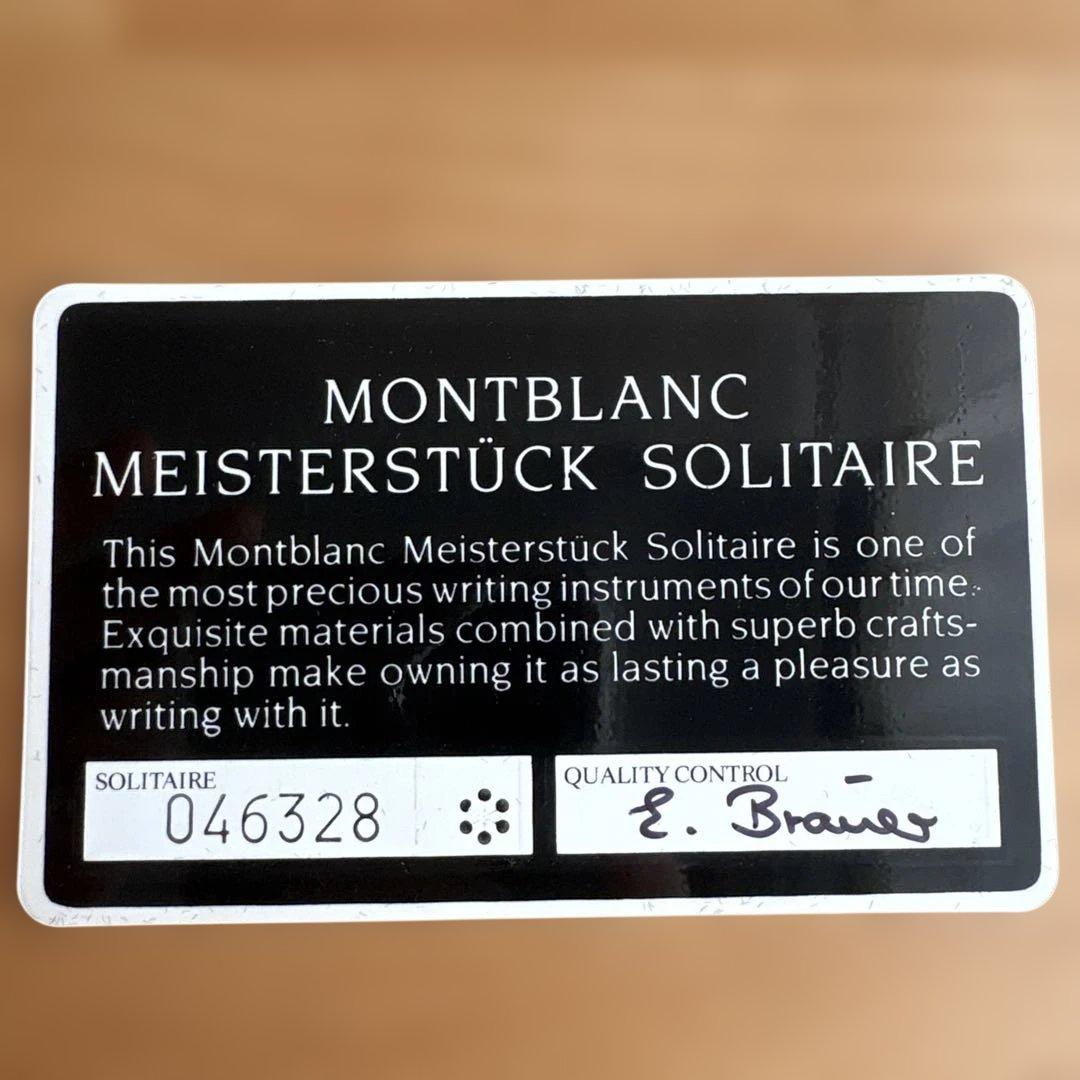 MONTBLANC
MEISTERSTÜCK SOLITAIRE
This Montblanc Meisterstück Solitaire is one of
the most precious writing instruments of our time.
Exquisite materials combined with superb crafts-
manship make owning it as lasting a pleasure as
writing with it.
SOLITAIRE
046328
QUALITY CONTROL
E. Brauer